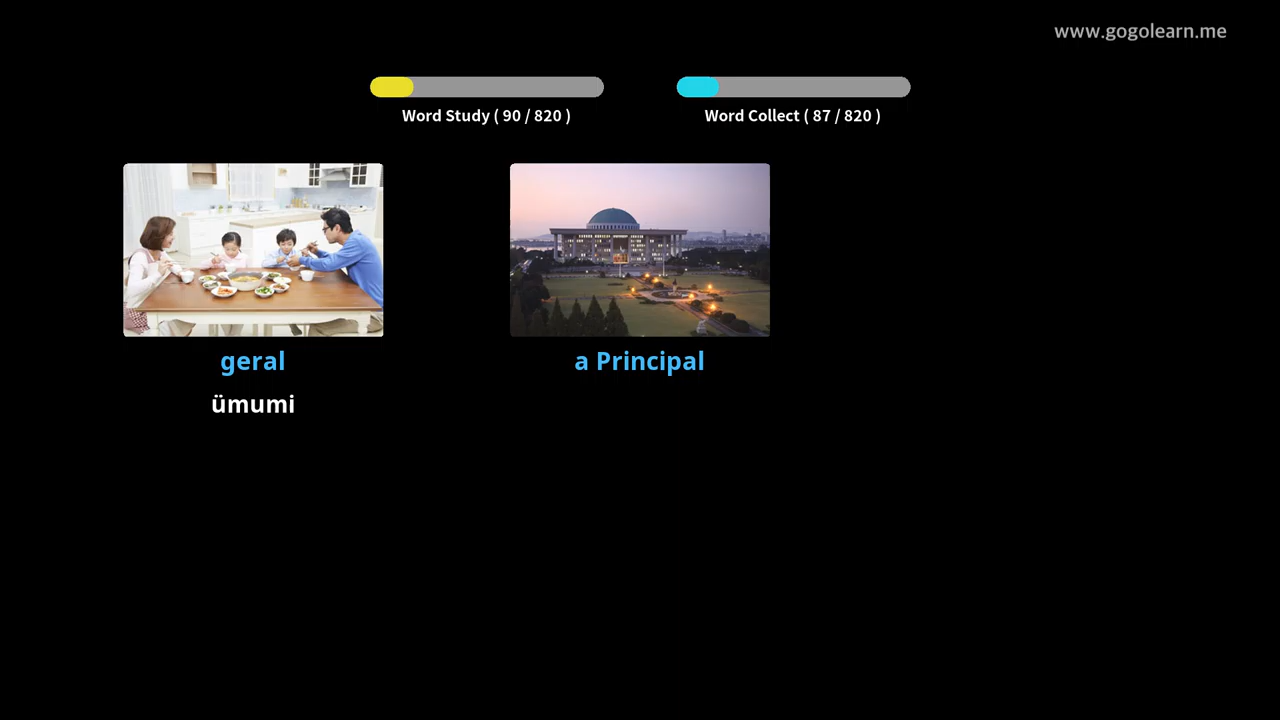 www.gogolearn.me
Word Study ( 90 / 820 )
Word Collect ( 87 / 820 )
geral
a Principal
ümumi